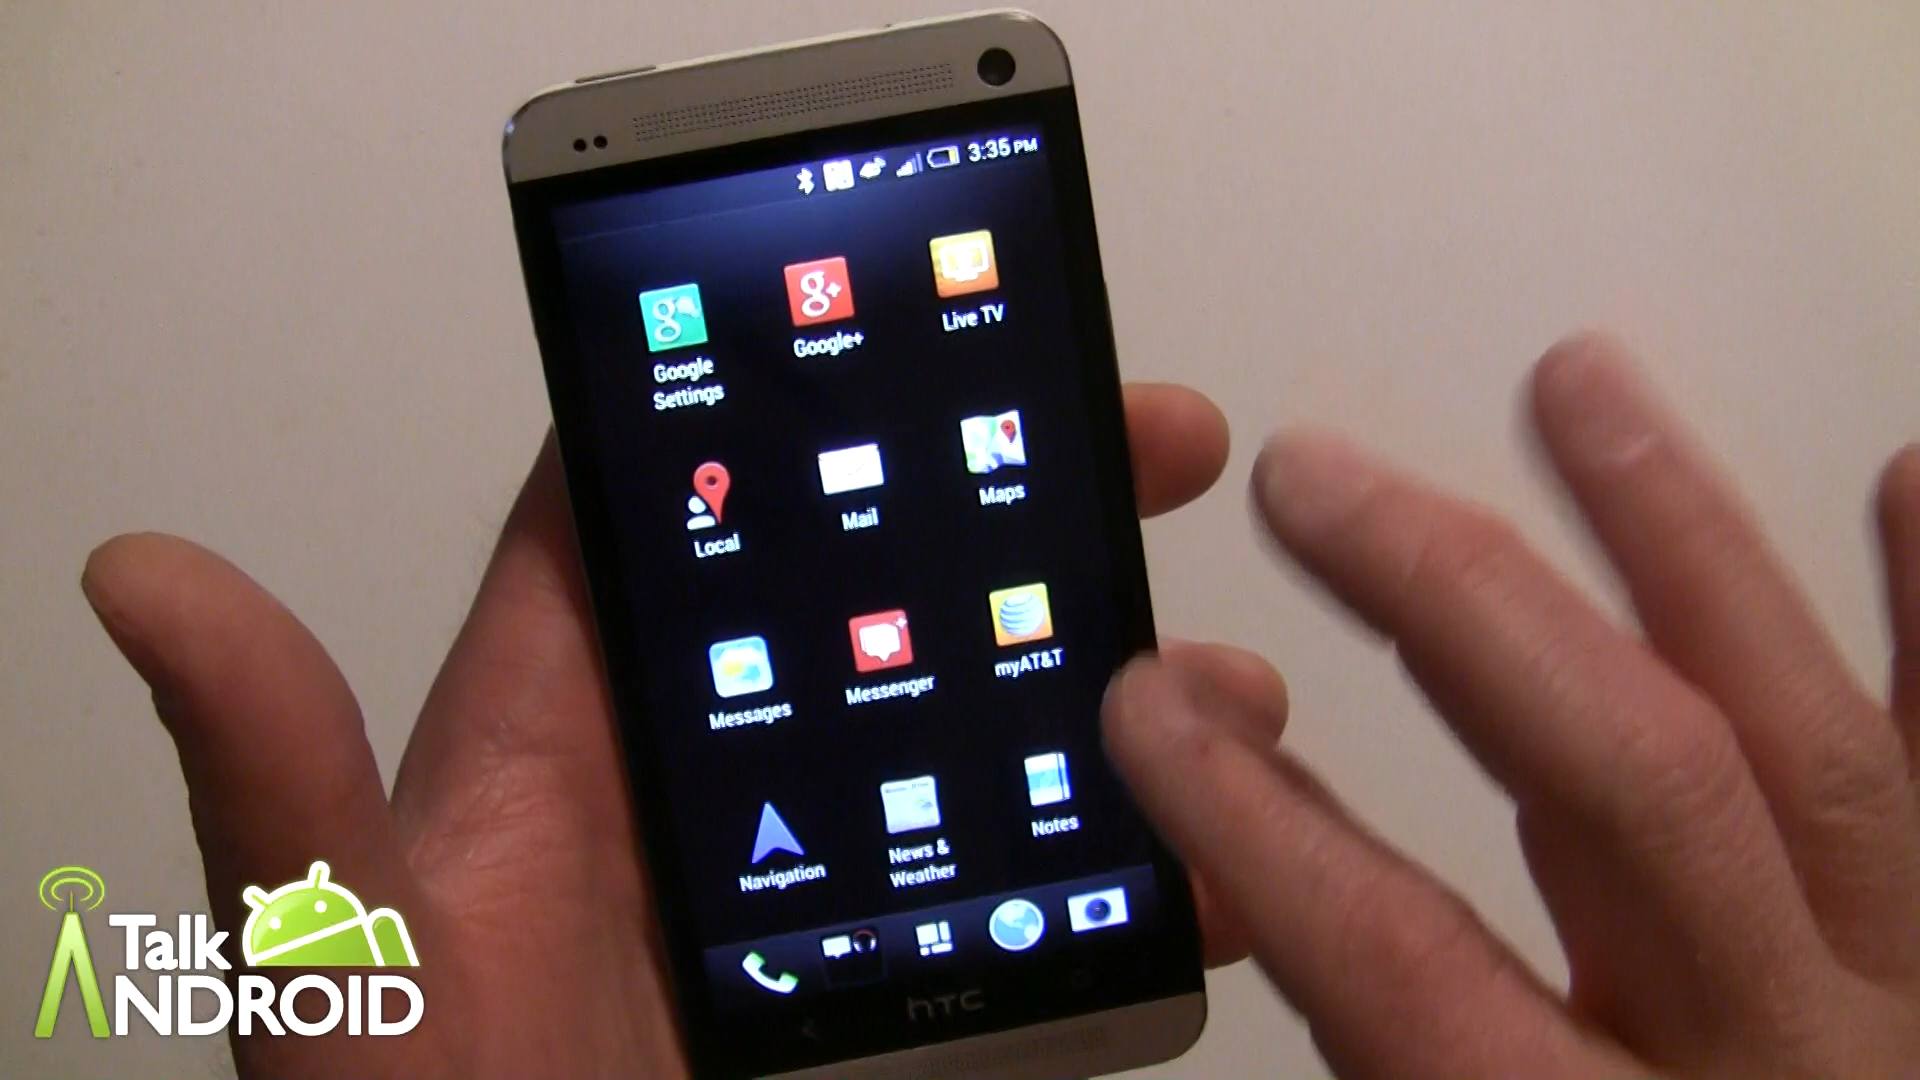 3:35 PM
g
Google
Settings
g+
Google+
Live TV
Local
Mail
Maps
Messages
Messenger
myAT&T
Navigation
News &
Weather
Notes
hTC
Talk
ANDROID